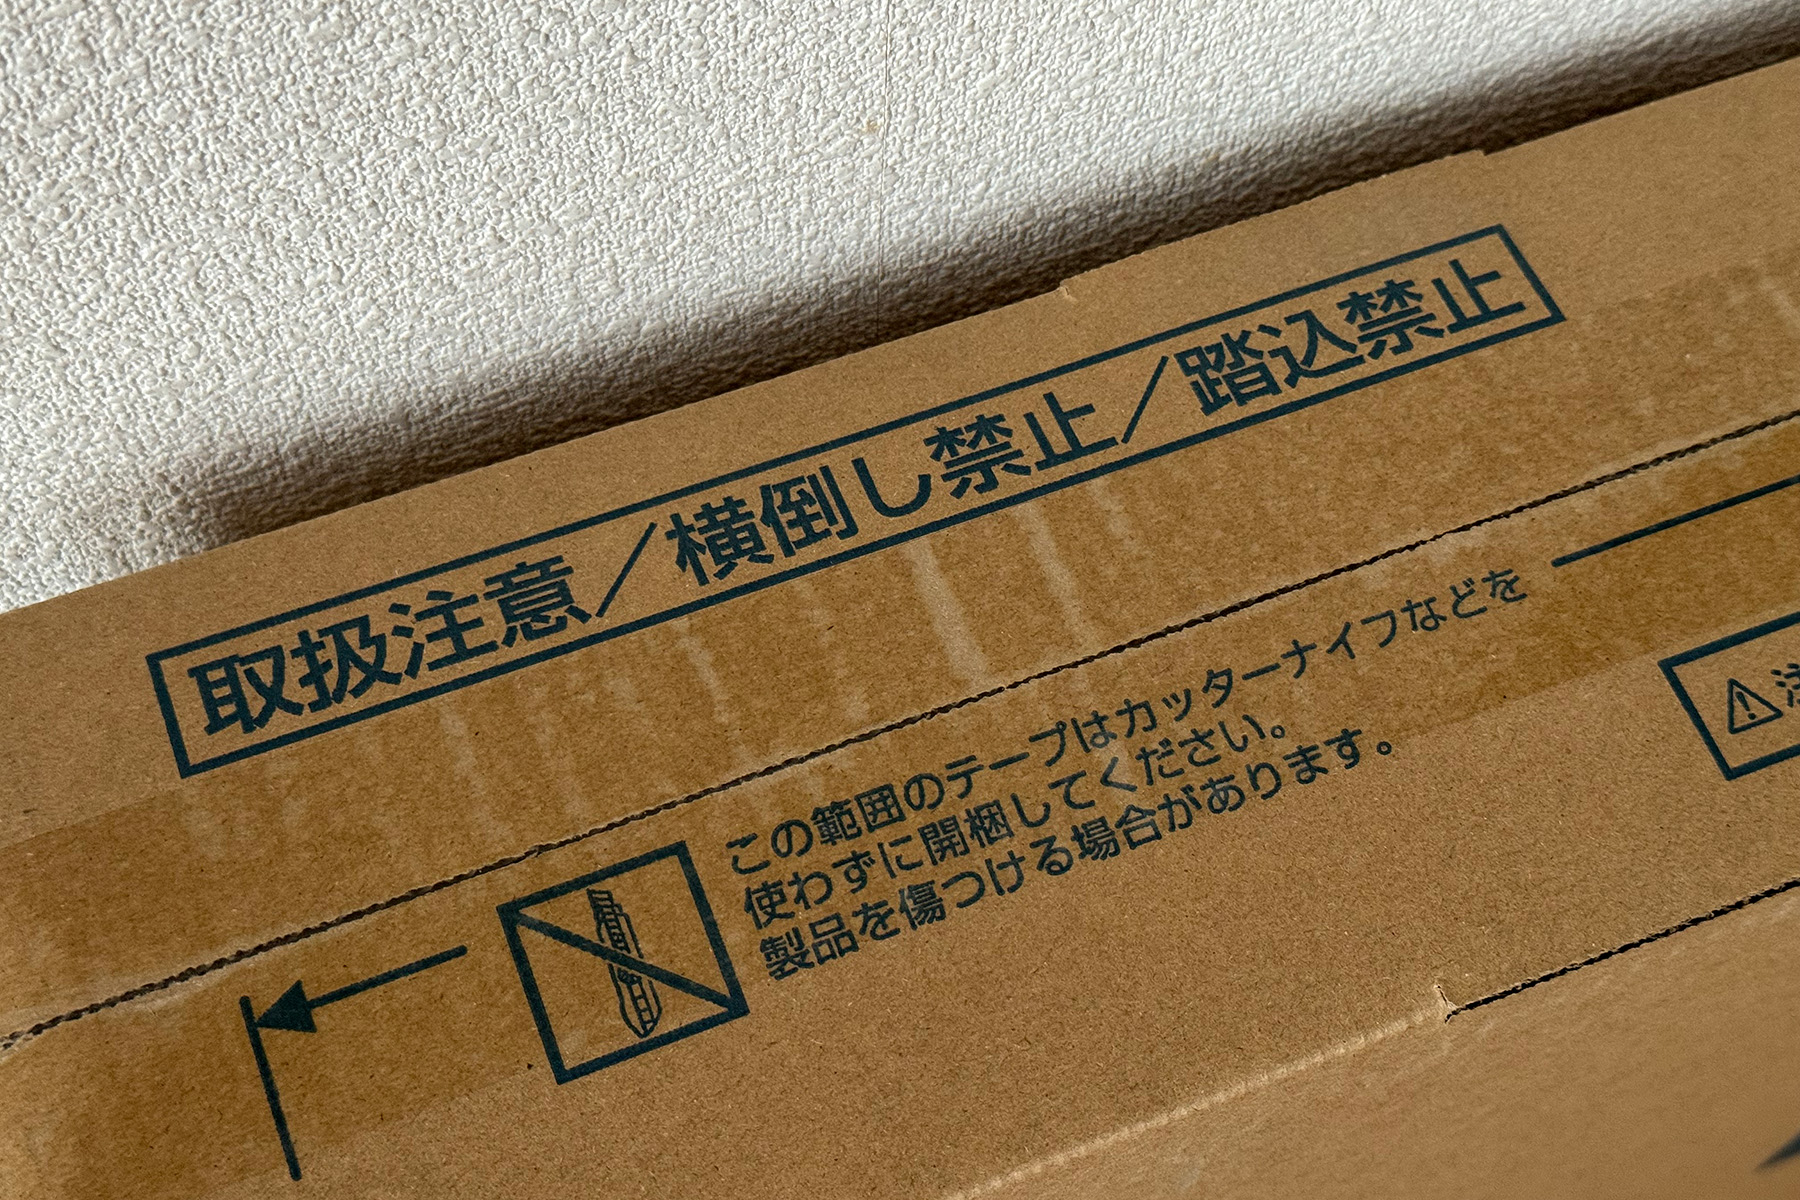 取扱注意／横倒し禁止／踏込禁止
この範囲のテープはカッターナイフなどを
使わずに開梱してください。
製品を傷つける場合があります。
注